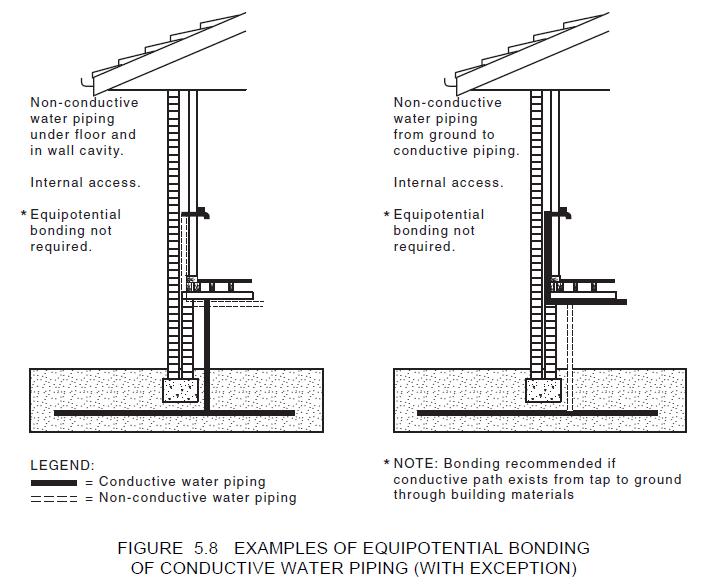 Non-conductive
water piping
under floor and
in wall cavity.
Internal access.
* Equipotential
bonding not
required.
Non-conductive
water piping
from ground to
conductive piping.
Internal access.
* Equipotential
bonding not
required.
LEGEND:
= Conductive water piping
= Non-conductive water piping
* NOTE: Bonding recommended if
conductive path exists from tap to ground
through building materials
FIGURE 5.8 EXAMPLES OF EQUIPOTENTIAL BONDING
OF CONDUCTIVE WATER PIPING (WITH EXCEPTION)